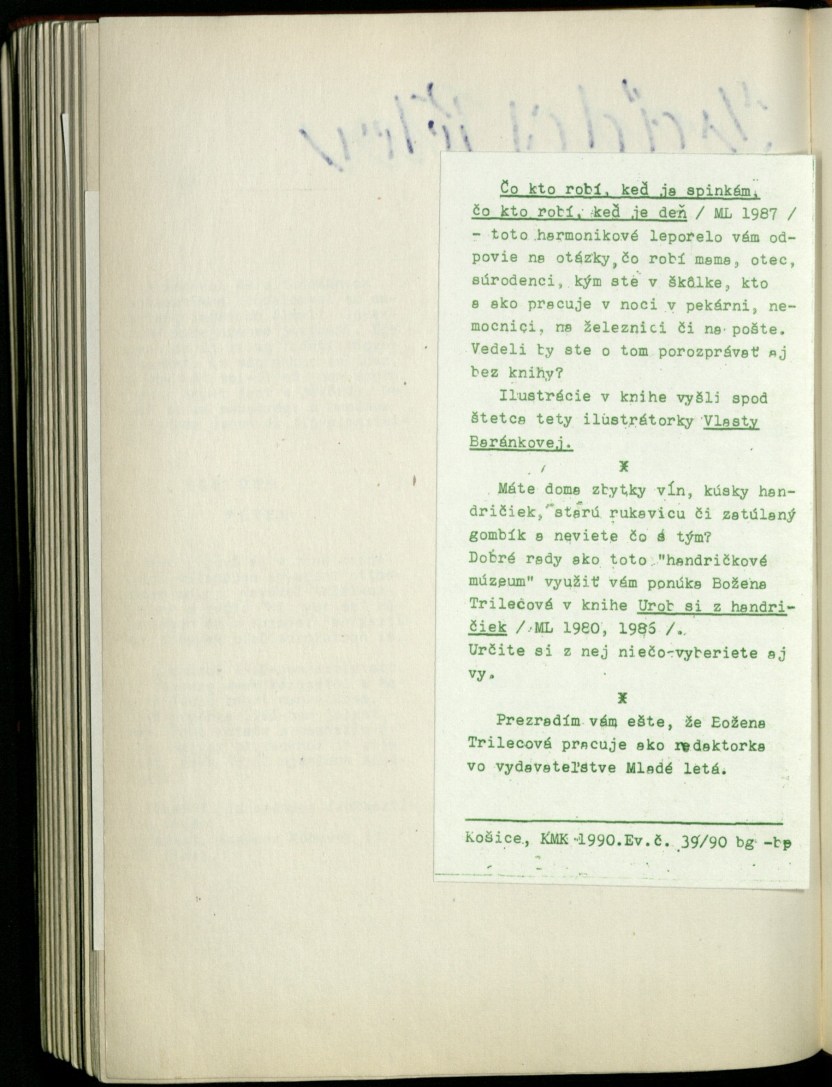 Čo kto robí, keď ja spinkám,
čo kto robí, keď je deň / ML 1987 /
- toto harmonikové leporelo vám od-
povie na otázky, čo robí mama, otec,
súrodenci, kým ste v škôlke, kto
a ako pracuje v noci v pekárni, ne-
mocnici, na železnici či na pošte.
Vedeli by ste o tom porozprávať aj
bez knihy?
Ilustrácie v knihe vyšli spod
štetca tety ilustrátorky Vlasty
Baránkovej.
*
Máte doma zbytky vĺn, kúsky han-
dričiek, starú rukavicu či zatúlaný
gombík a neviete čo s tým?
Dobré rady ako toto "handričkové
múzeum" využiť vám ponúka Božena
Trilecová v knihe Urob si z handri-
čiek / ML 1980, 1986 /.
Určite si z nej niečo vyberiete aj
vy.
*
Prezradím vám ešte, že Božena
Trilecová pracuje ako redaktorka
vo vydavateľstve Mladé letá.
Košice, KMK 1990.Ev.č. 39/90 bg -bp